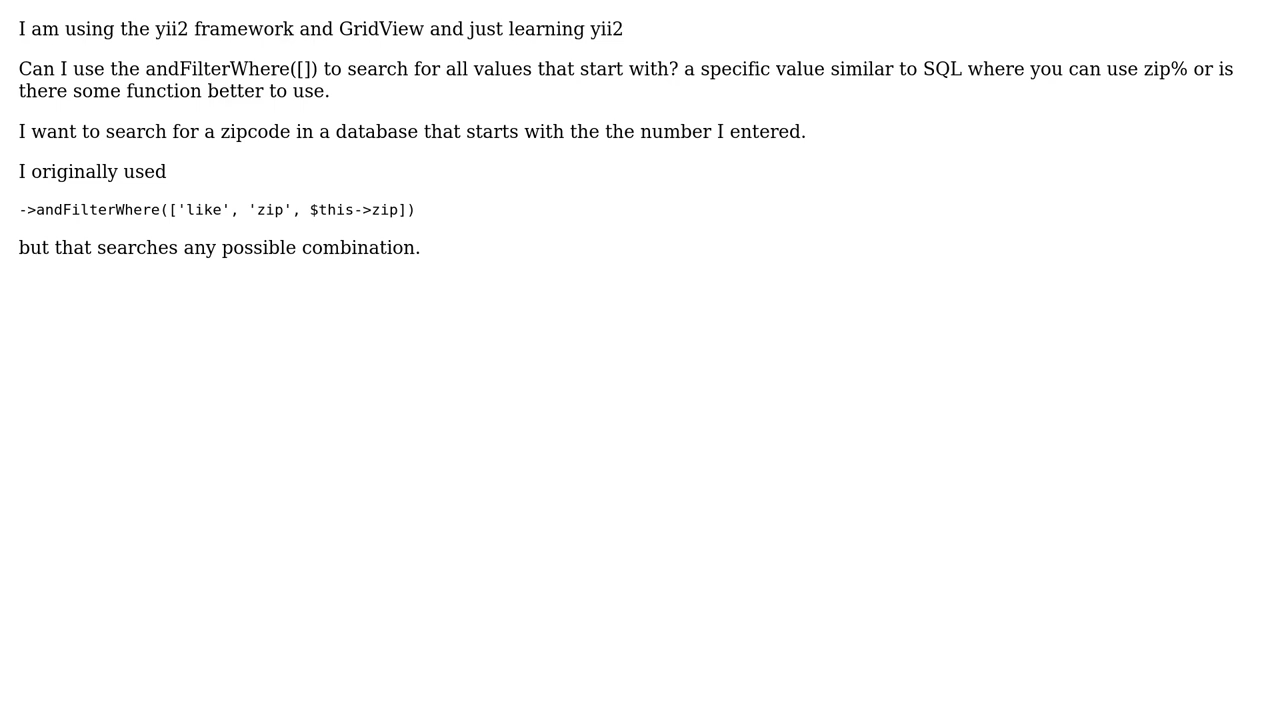 I am using the yii2 framework and GridView and just learning yii2
Can I use the andFilterWhere([]) to search for all values that start with? a specific value similar to SQL where you can use zip% or is
there some function better to use.
I want to search for a zipcode in a database that starts with the the number I entered.
I originally used
->andFilterWhere(['like', 'zip', $this->zip])
but that searches any possible combination.